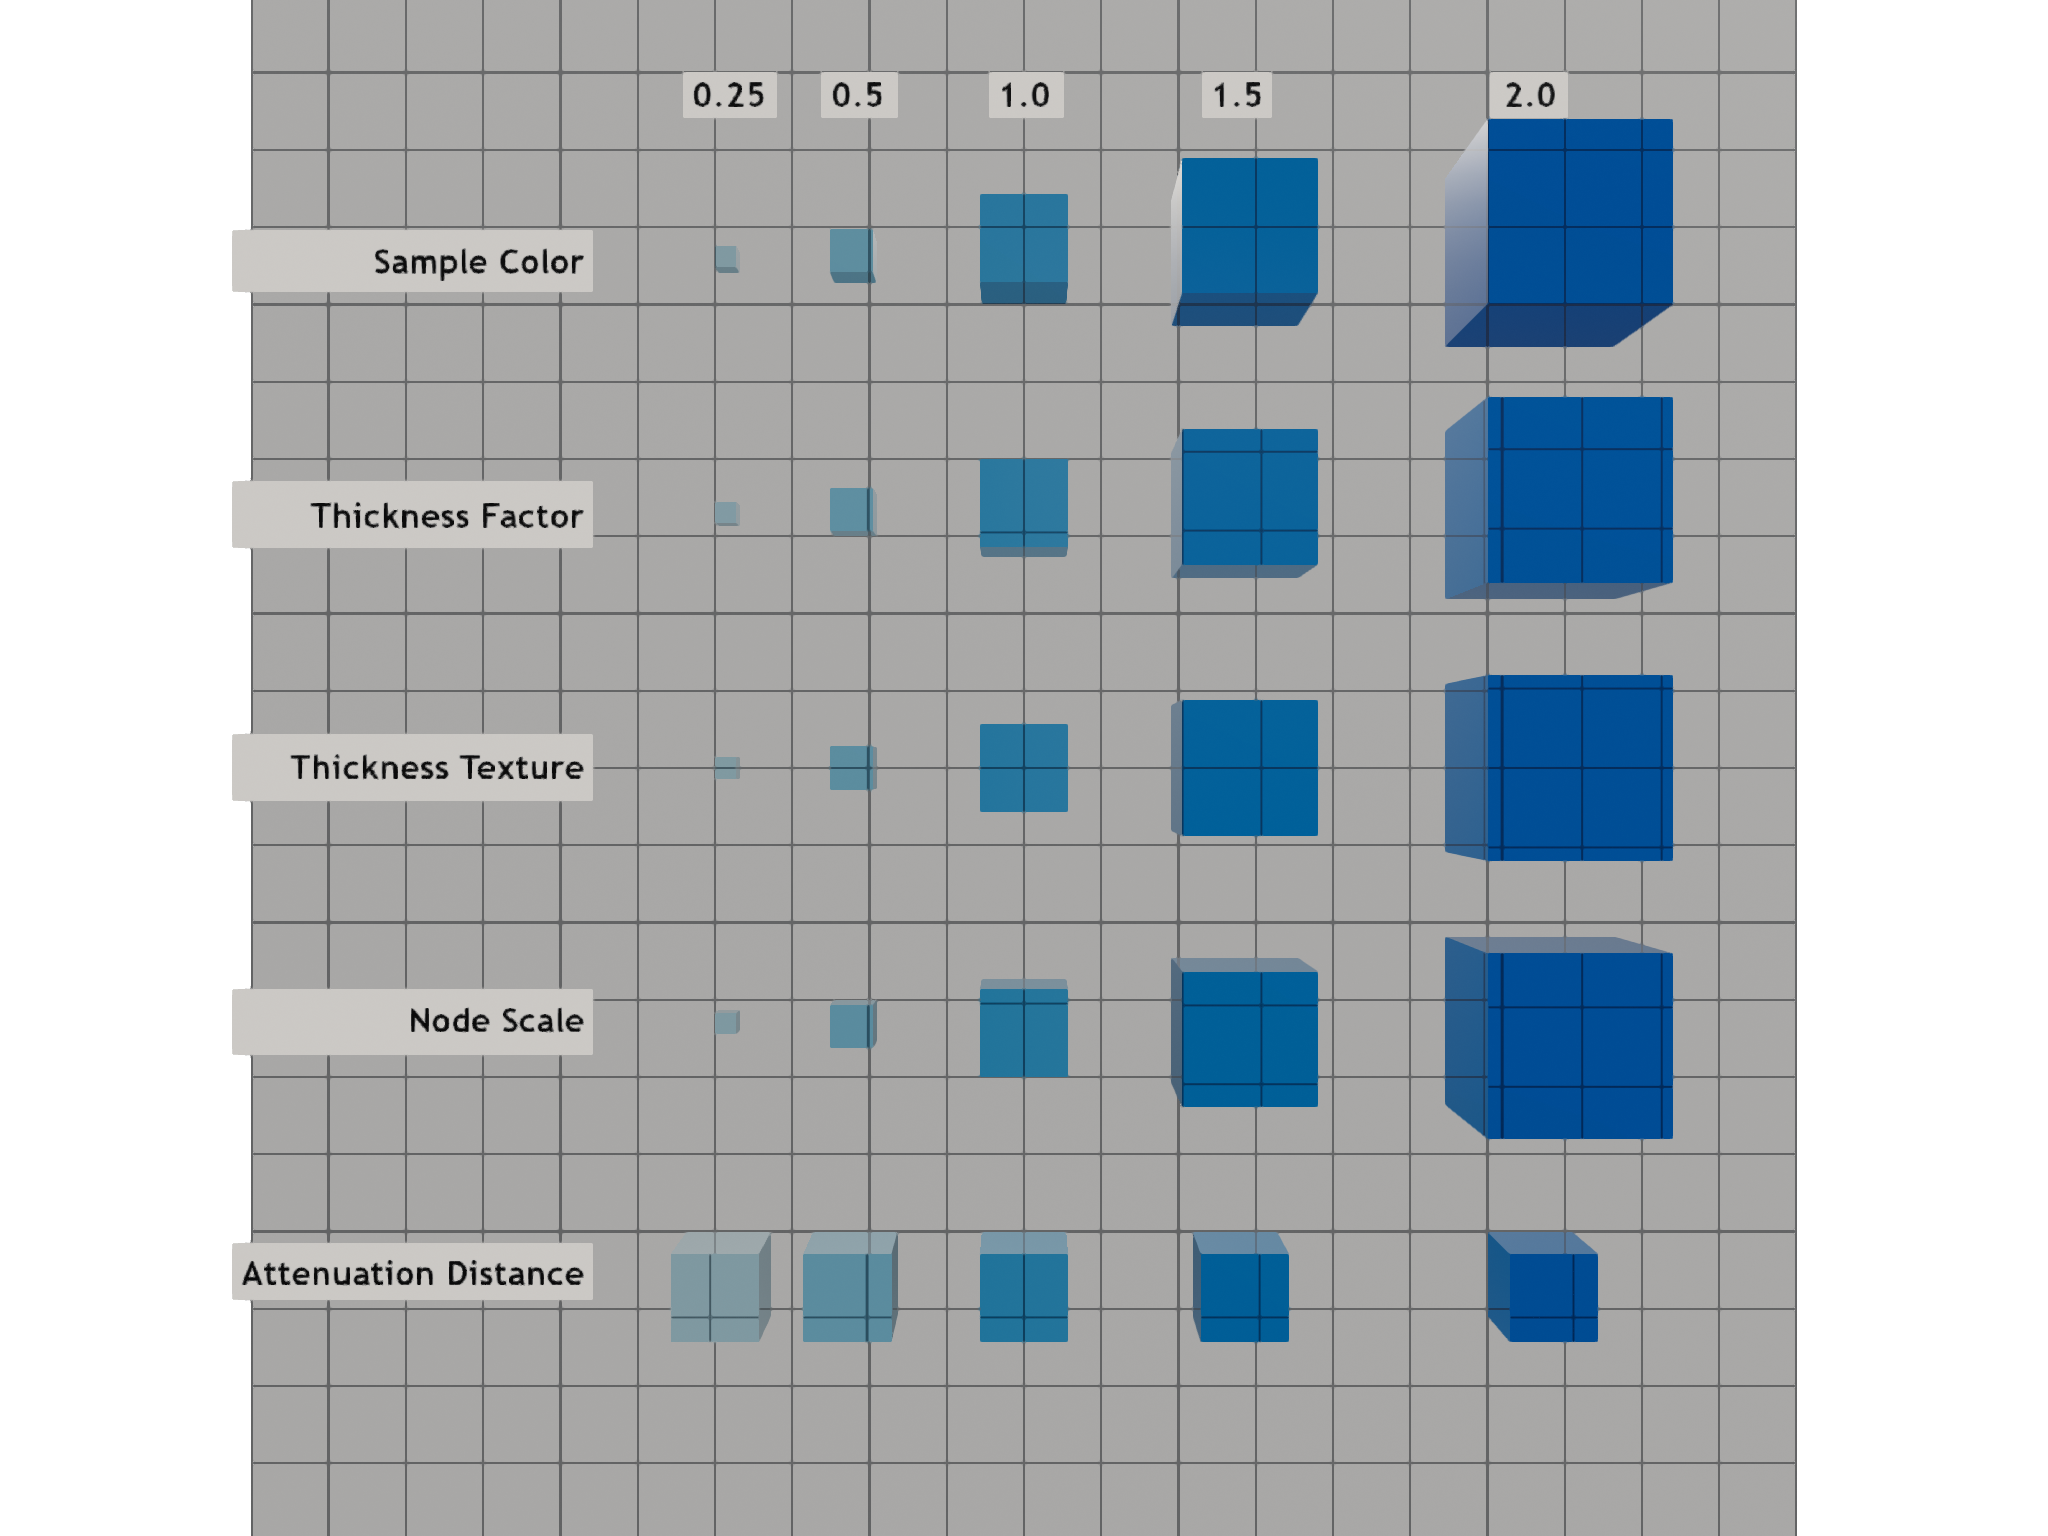 0.25 0.5 1.0 1.5 2.0
Sample Color
Thickness Factor
Thickness Texture
Node Scale
Attenuation Distance